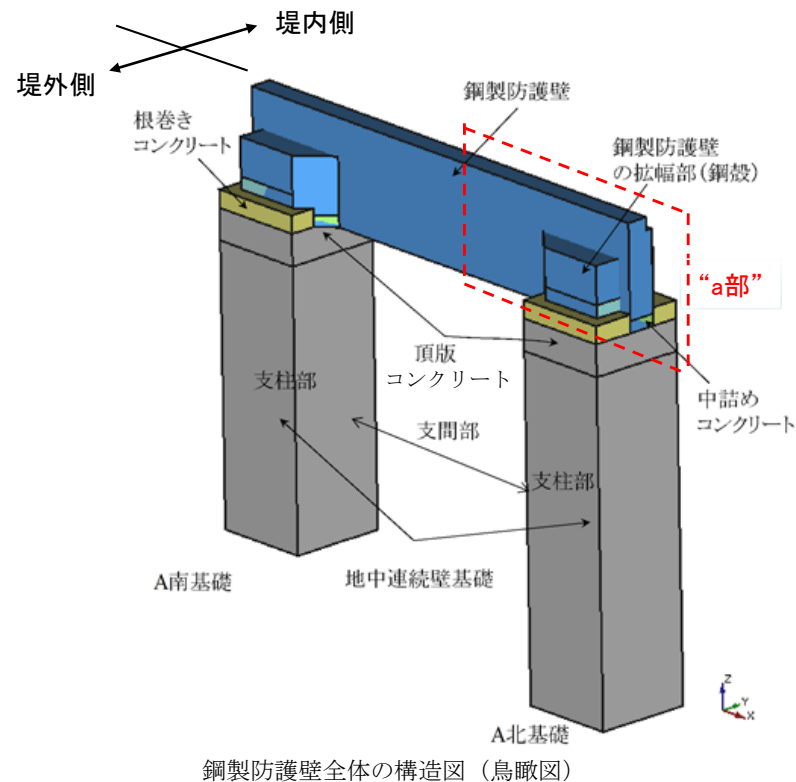 堤内側
堤外側
鋼製防護壁
根巻き
コンクリート
鋼製防護壁
の拡幅部(鋼殻)
“a部”
頂版
コンクリート
支柱部
中詰め
コンクリート
支間部
支柱部
A南基礎
地中連続壁基礎
A北基礎
Z
Y
X
鋼製防護壁全体の構造図(鳥瞰図)